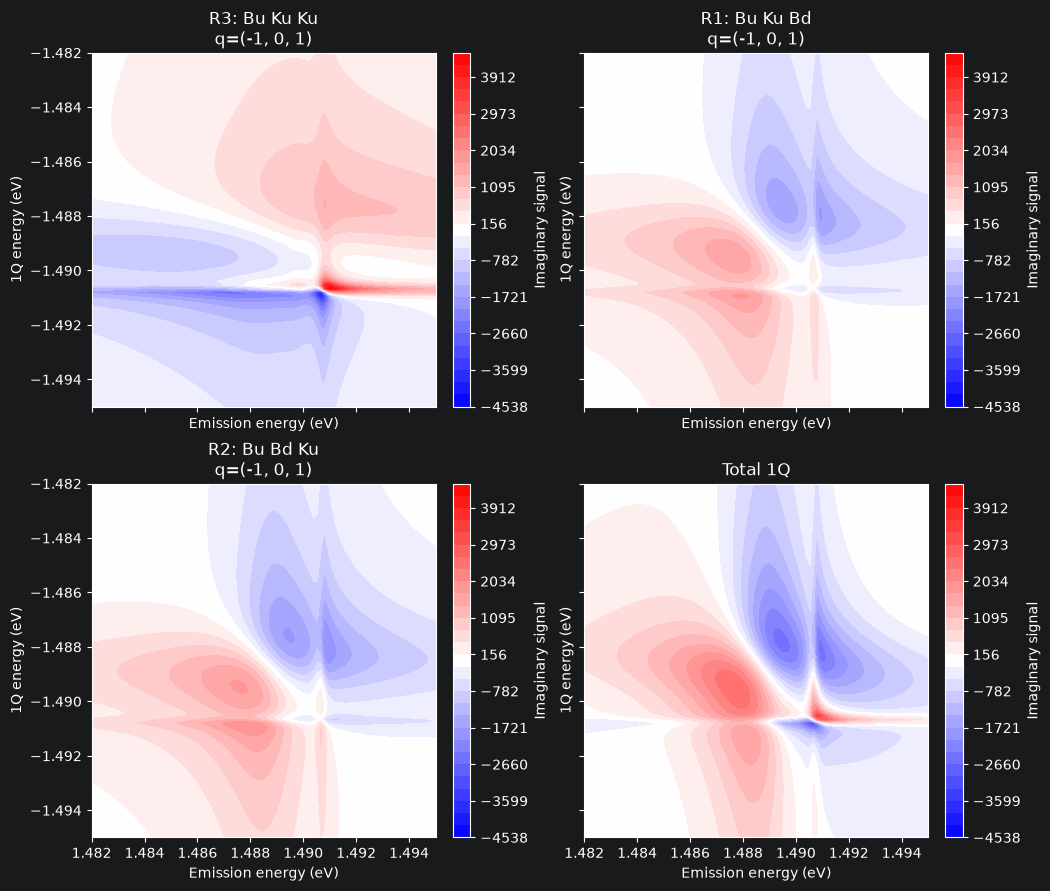 R3: Bu Ku Ku
q=(-1, 0, 1)
−1.482
−1.484
−1.486
−1.488
−1.490
−1.492
−1.494
1Q energy (eV)
Emission energy (eV)
3912
2973
2034
1095
156
−782
−1721
−2660
−3599
−4538
Imaginary signal
R1: Bu Ku Bd
q=(-1, 0, 1)
1Q energy (eV)
Emission energy (eV)
3912
2973
2034
1095
156
−782
−1721
−2660
−3599
−4538
Imaginary signal
R2: Bu Bd Ku
q=(-1, 0, 1)
−1.482
−1.484
−1.486
−1.488
−1.490
−1.492
−1.494
1Q energy (eV)
1.482 1.484 1.486 1.488 1.490 1.492 1.494
Emission energy (eV)
3912
2973
2034
1095
156
−782
−1721
−2660
−3599
−4538
Imaginary signal
Total 1Q
1Q energy (eV)
1.482 1.484 1.486 1.488 1.490 1.492 1.494
Emission energy (eV)
3912
2973
2034
1095
156
−782
−1721
−2660
−3599
−4538
Imaginary signal